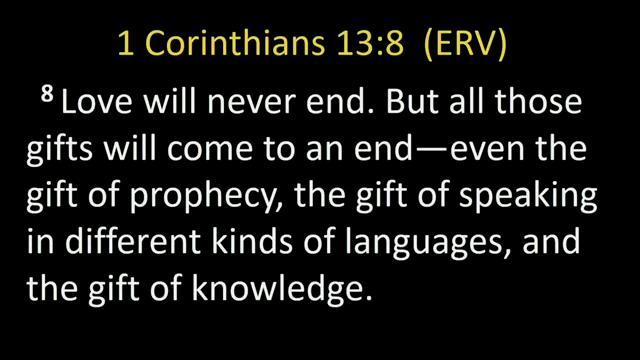 1 Corinthians 13:8 (ERV)
8 Love will never end. But all those
gifts will come to an end—even the
gift of prophecy, the gift of speaking
in different kinds of languages, and
the gift of knowledge.